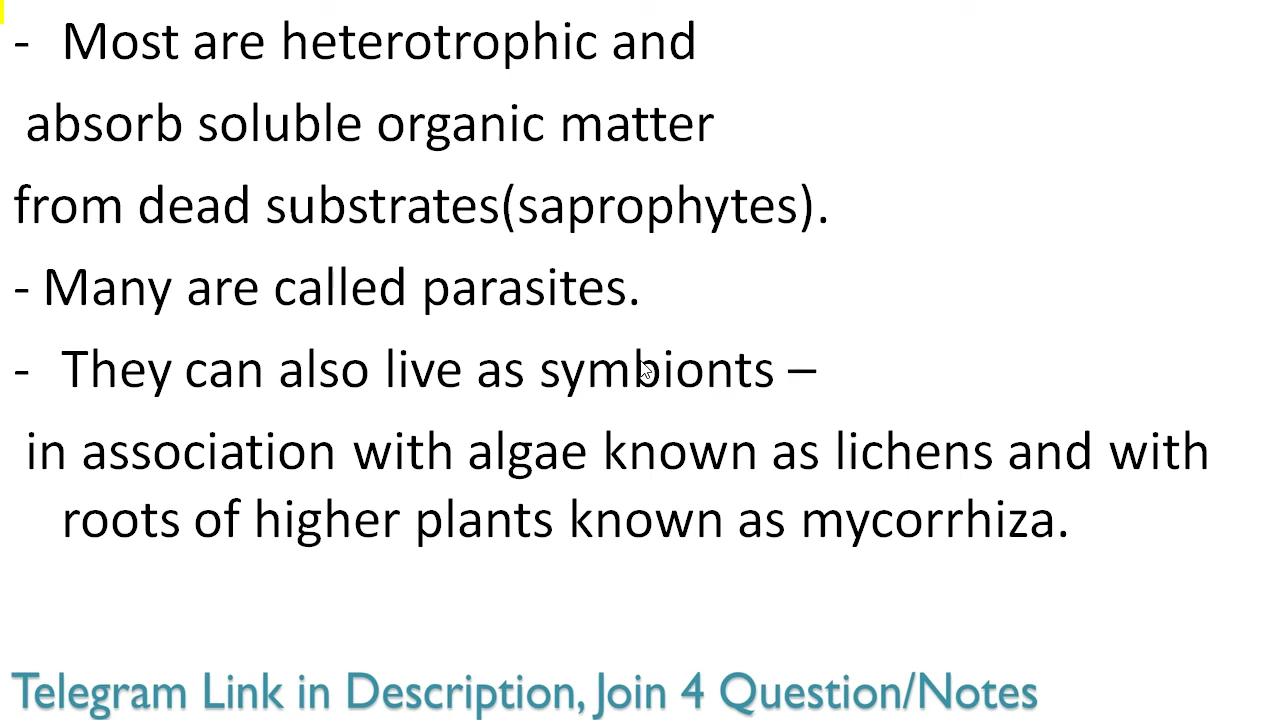 - Most are heterotrophic and
absorb soluble organic matter
from dead substrates(saprophytes).
- Many are called parasites.
- They can also live as symbionts –
in association with algae known as lichens and with
roots of higher plants known as mycorrhiza.
Telegram Link in Description, Join 4 Question/Notes